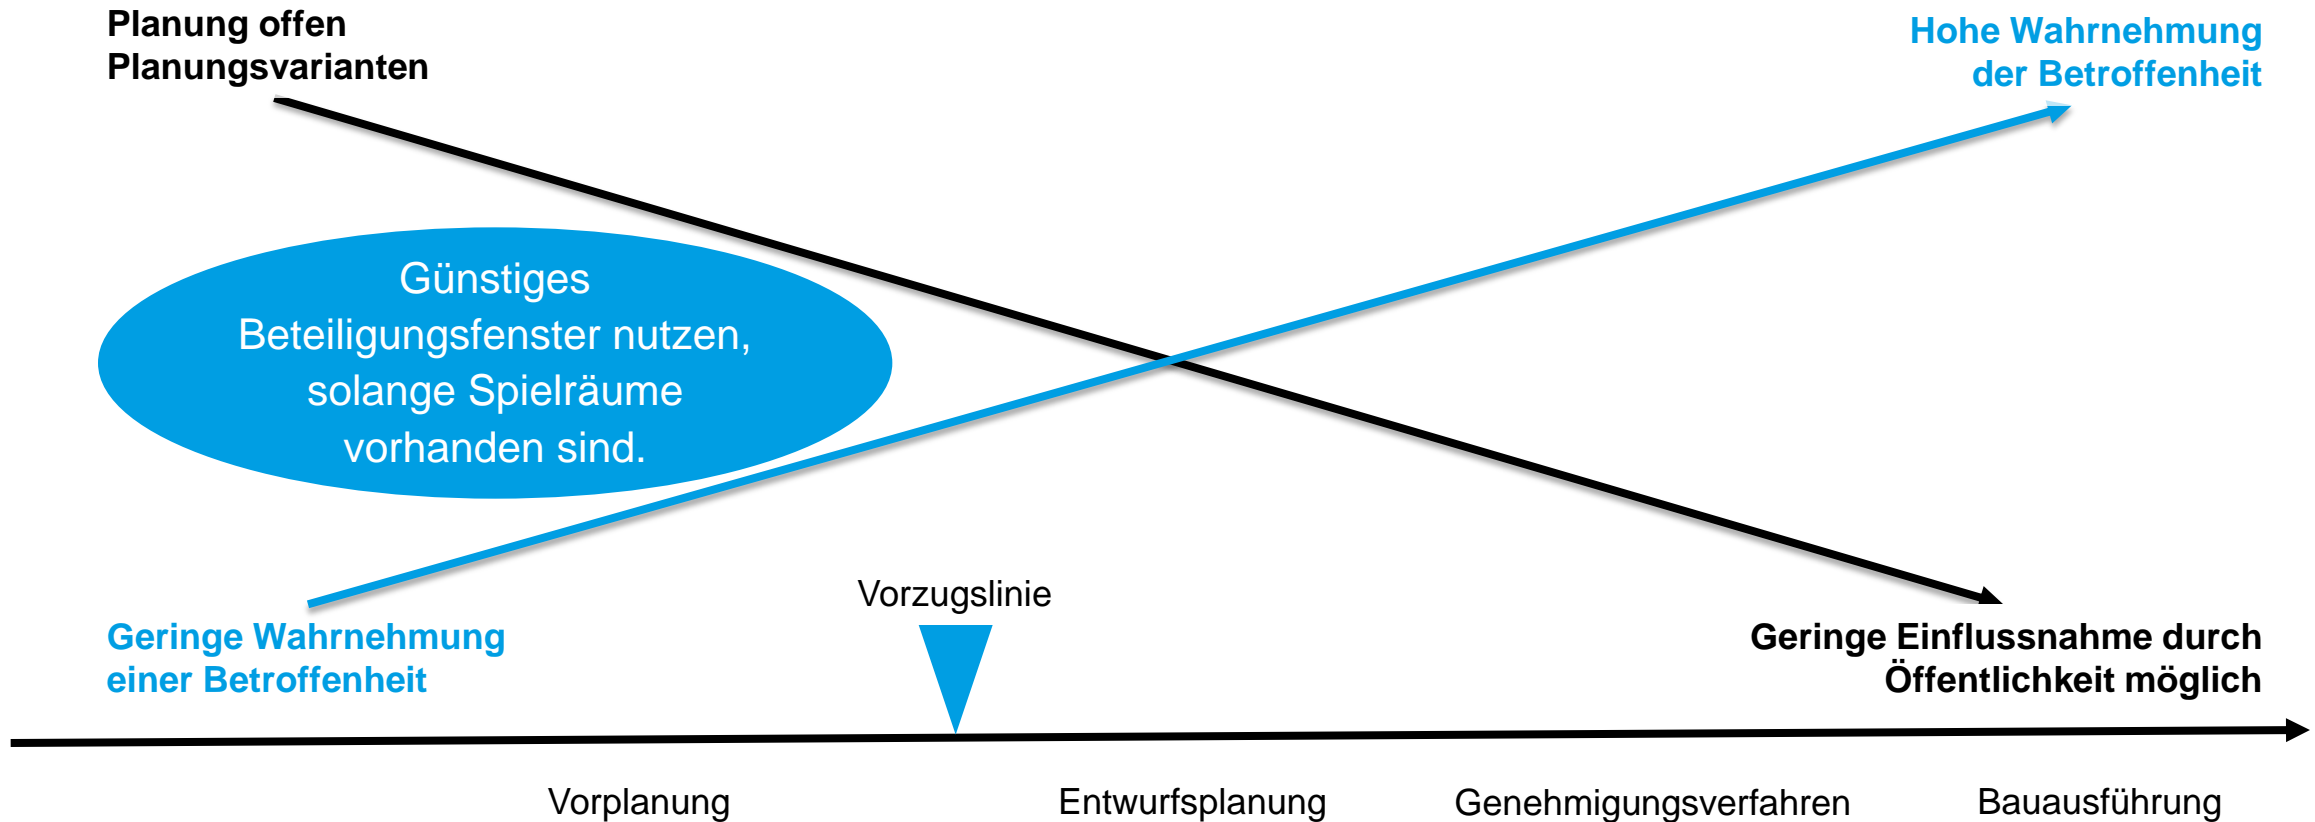 Planung offen
Planungsvarianten
Hohe Wahrnehmung
der Betroffenheit
Günstiges
Beteiligungsfenster nutzen,
solange Spielräume
vorhanden sind.
Vorzugslinie
Geringe Wahrnehmung
einer Betroffenheit
Geringe Einflussnahme durch
Öffentlichkeit möglich
Vorplanung
Entwurfsplanung
Genehmigungsverfahren
Bauausführung